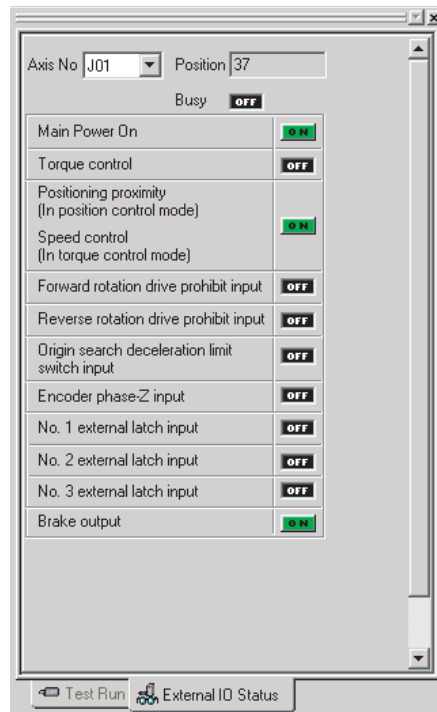 Axis No J01 Position 37
Busy OFF
Main Power On ON
Torque control OFF
Positioning proximity
(In position control mode)
Speed control
(In torque control mode)
ON
Forward rotation drive prohibit input OFF
Reverse rotation drive prohibit input OFF
Origin search deceleration limit
switch input
OFF
Encoder phase-Z input OFF
No. 1 external latch input OFF
No. 2 external latch input OFF
No. 3 external latch input OFF
Brake output ON
Test Run External IO Status